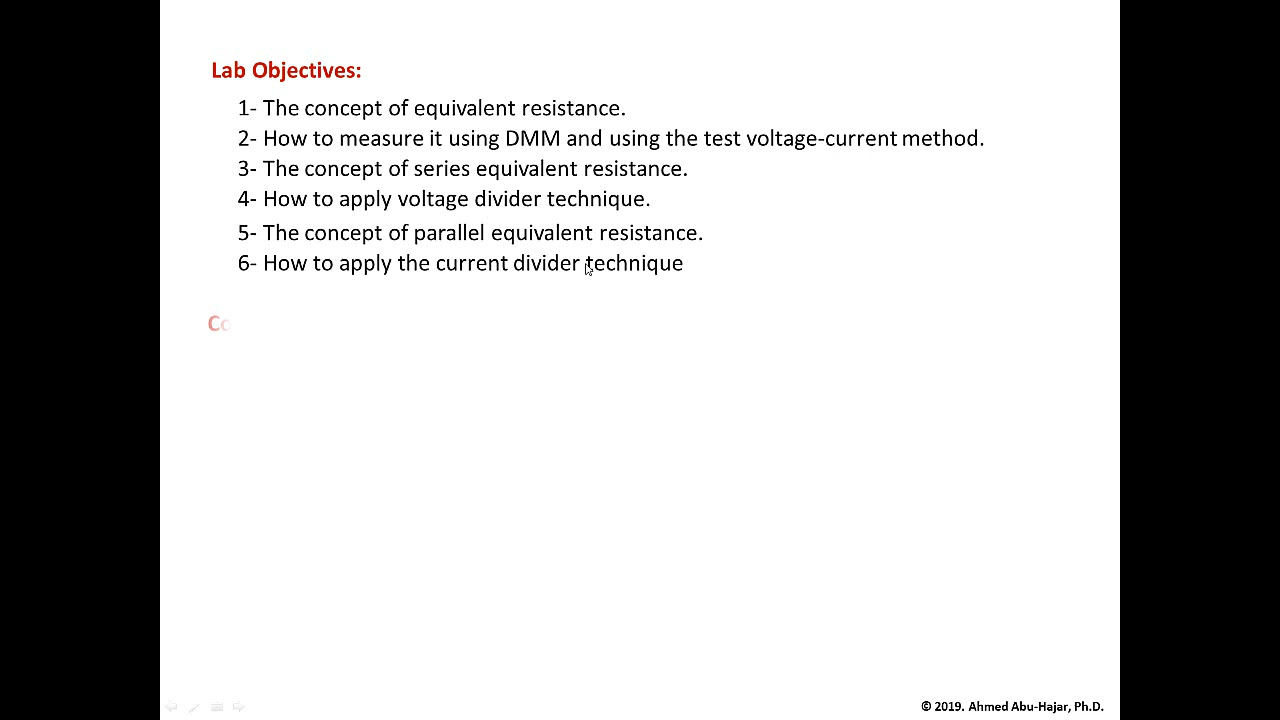 Lab Objectives:
1- The concept of equivalent resistance.
2- How to measure it using DMM and using the test voltage-current method.
3- The concept of series equivalent resistance.
4- How to apply voltage divider technique.
5- The concept of parallel equivalent resistance.
6- How to apply the current divider technique
Co
© 2019. Ahmed Abu-Hajar, Ph.D.